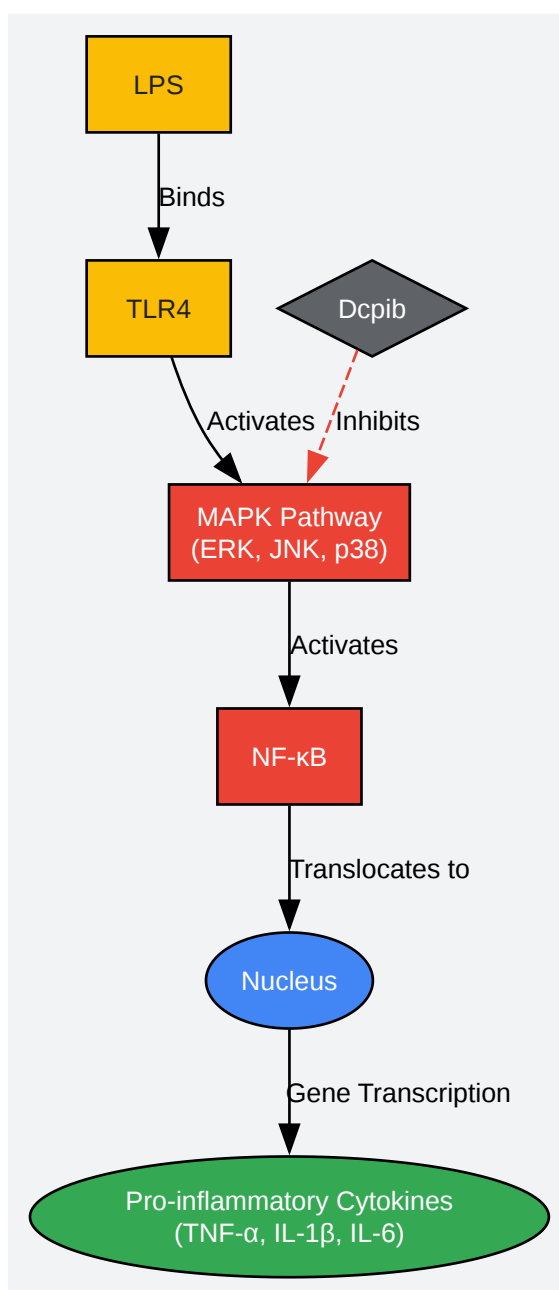 LPS
Binds
TLR4
Dcpib
Activates
Inhibits
MAPK Pathway
(ERK, JNK, p38)
Activates
NF-κB
Translocates to
Nucleus
Gene Transcription
Pro-inflammatory Cytokines
(TNF-α, IL-1β, IL-6)